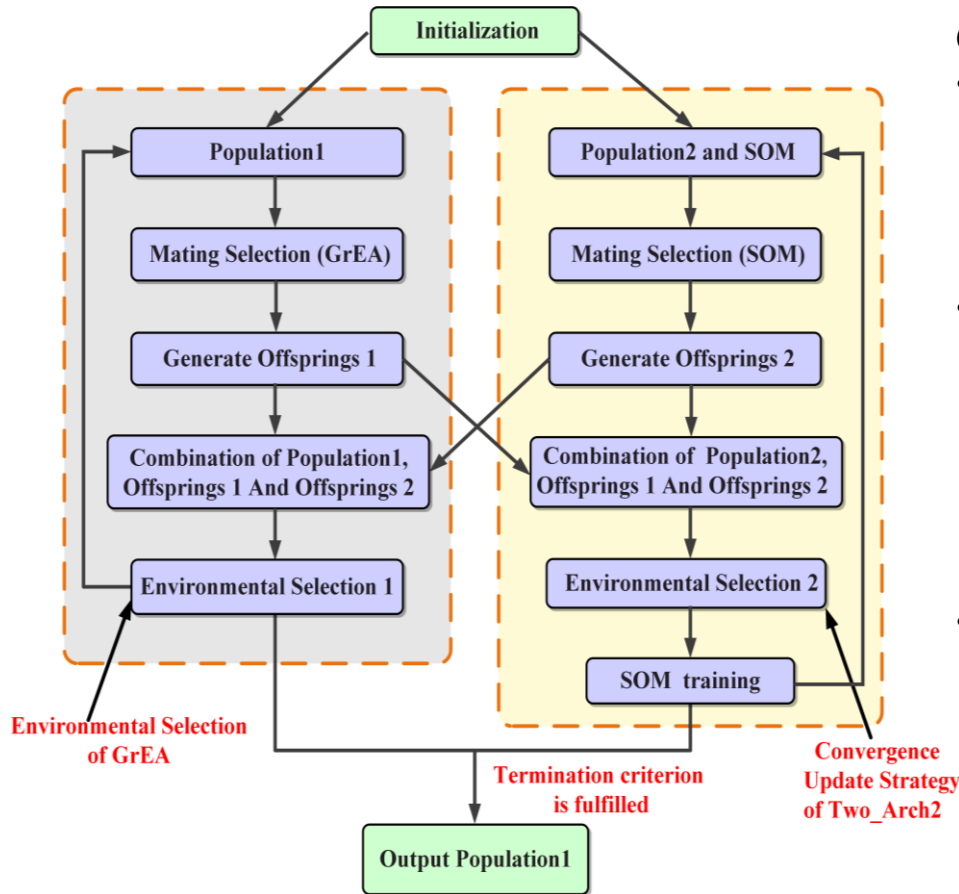 Initialization
Population1
Mating Selection (GrEA)
Generate Offsprings 1
Combination of Population1,
Offsprings 1 And Offsprings 2
Environmental Selection 1
Environmental Selection
of GrEA
Population2 and SOM
Mating Selection (SOM)
Generate Offsprings 2
Combination of Population2,
Offsprings 1 And Offsprings 2
Environmental Selection 2
SOM training
Convergence
Update Strategy
of Two_Arch2
Termination criterion
is fulfilled
Output Population1